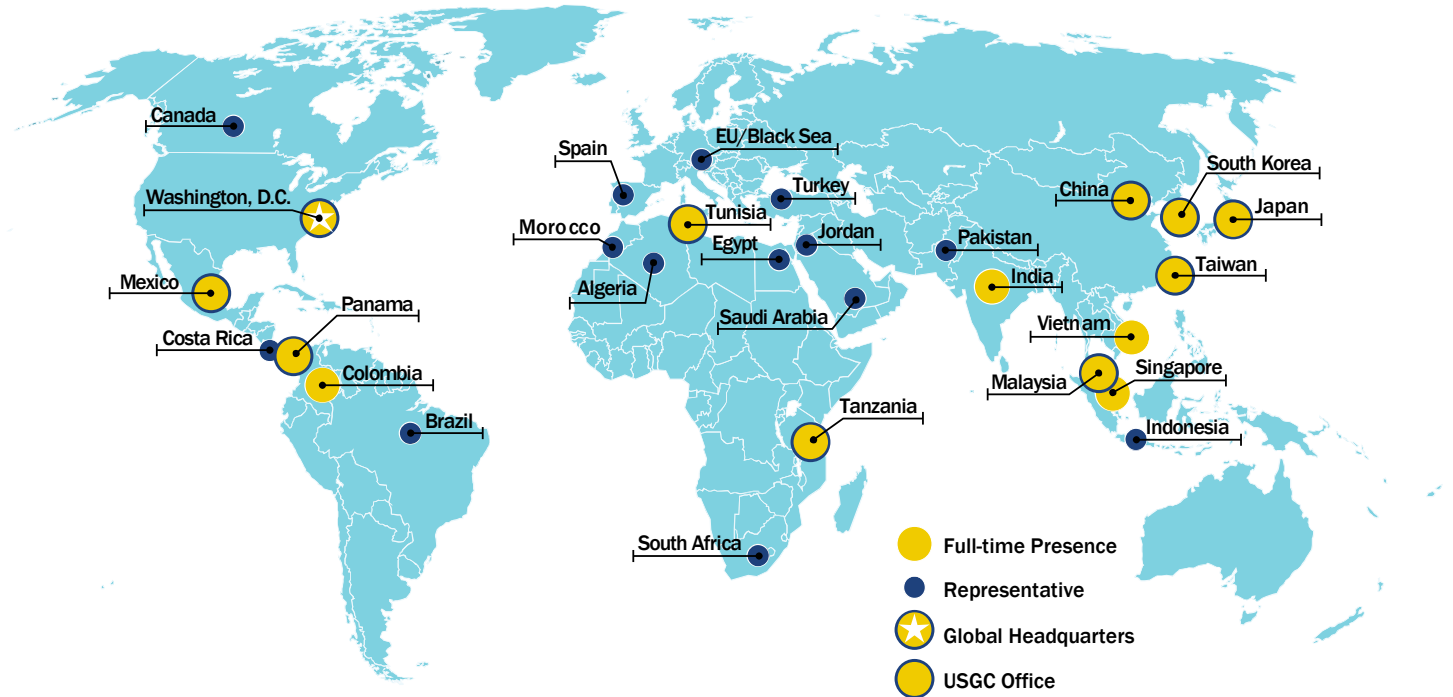 Canada
Washington, D.C.
Mexico
Panama
Costa Rica
Colombia
Brazil
Spain
EU/Black Sea
Turkey
Tunisia
Morocco
Egypt
Jordan
Algeria
Saudi Arabia
Tanzania
South Africa
Pakistan
India
China
South Korea
Japan
Taiwan
Vietnam
Malaysia
Singapore
Indonesia
Full-time Presence
Representative
Global Headquarters
USGC Office